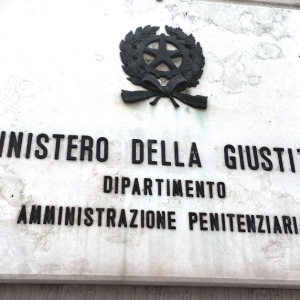 INISTERO DELLA GIUSTI
DIPARTIMENTO
AMMINISTRAZIONE PENITENZIARI